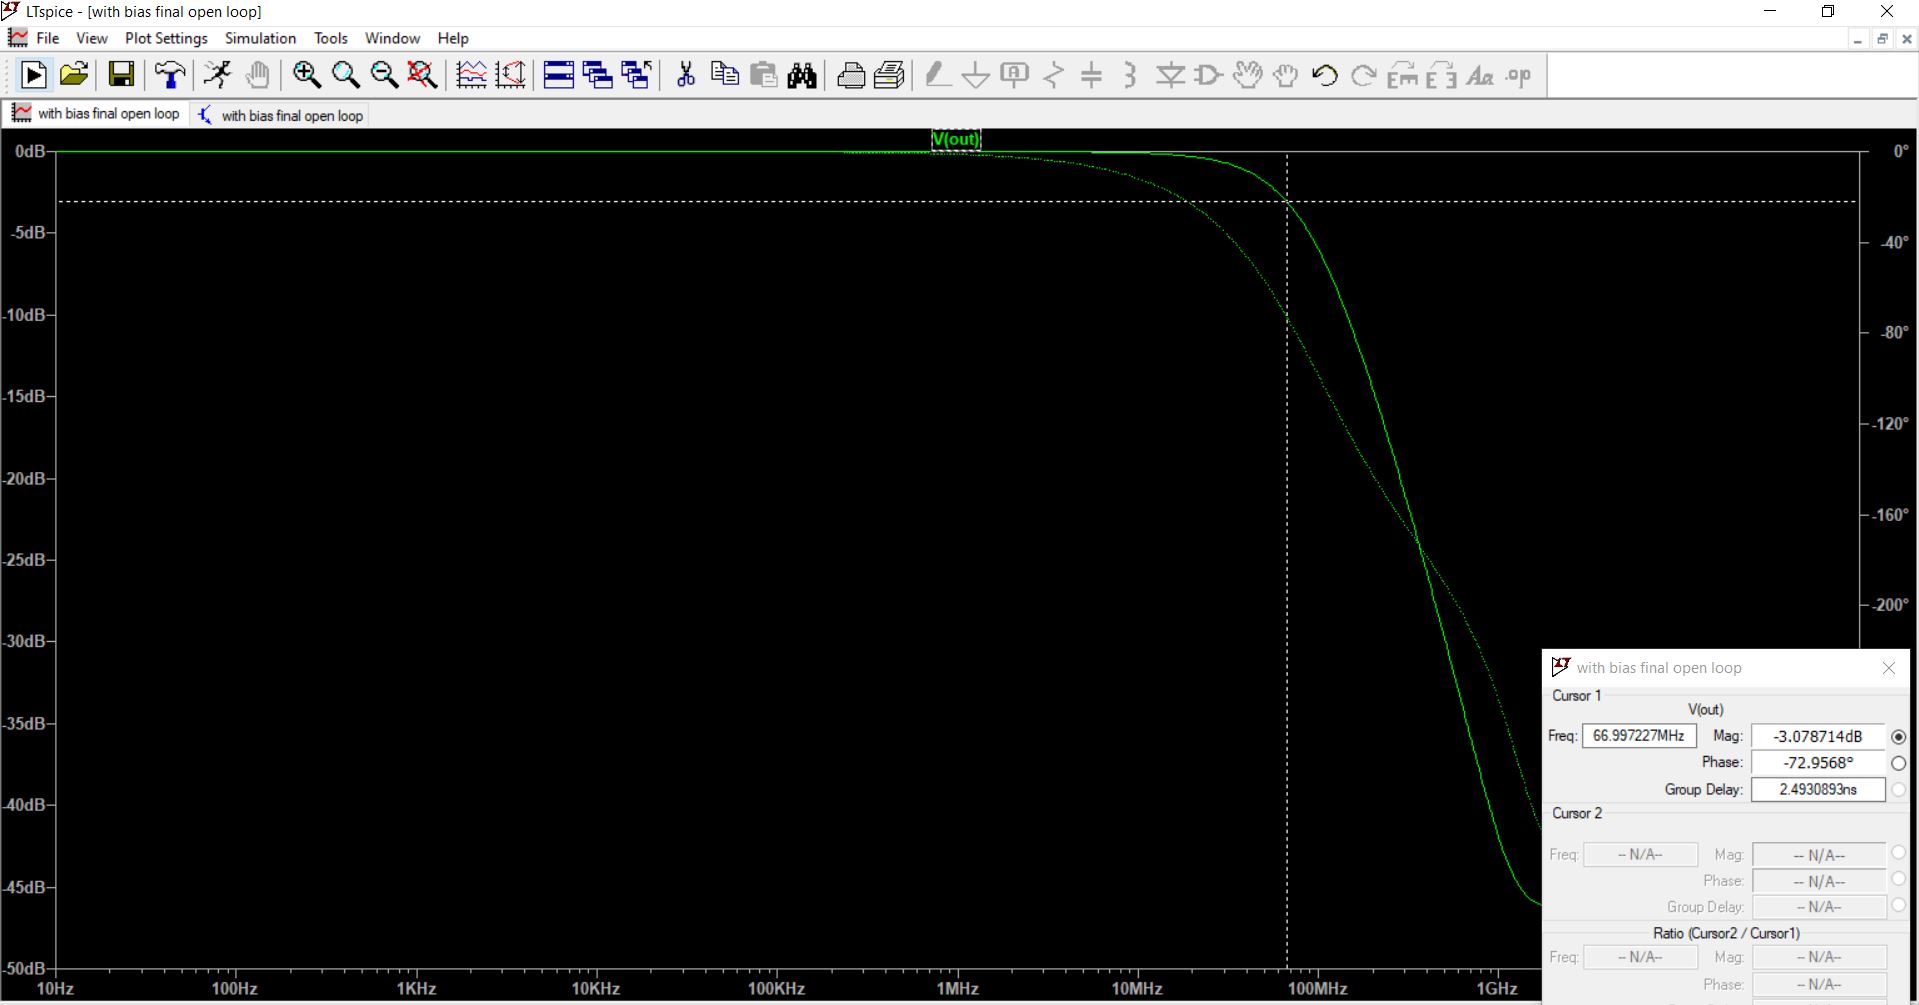 LTspice - [with bias final open loop]
File View Plot Settings Simulation Tools Window Help
with bias final open loop with bias final open loop
V(out)
0dB 0°
-5dB -40°
-10dB -80°
-15dB -120°
-20dB -160°
-25dB -200°
-30dB
-35dB
-40dB
-45dB
-50dB
10Hz 100Hz 1KHz 10KHz 100KHz 1MHz 10MHz 100MHz 1GHz
with bias final open loop
Cursor 1
V(out)
Freq: 66.997227MHz Mag: -3.078714dB
Phase: -72.9568°
Group Delay: 2.4930893ns
Cursor 2
Freq: -- N/A-- Mag: -- N/A--
Phase: -- N/A--
Group Delay: -- N/A--
Ratio (Cursor2 / Cursor1)
Freq: -- N/A-- Mag: -- N/A--
Phase: -- N/A--